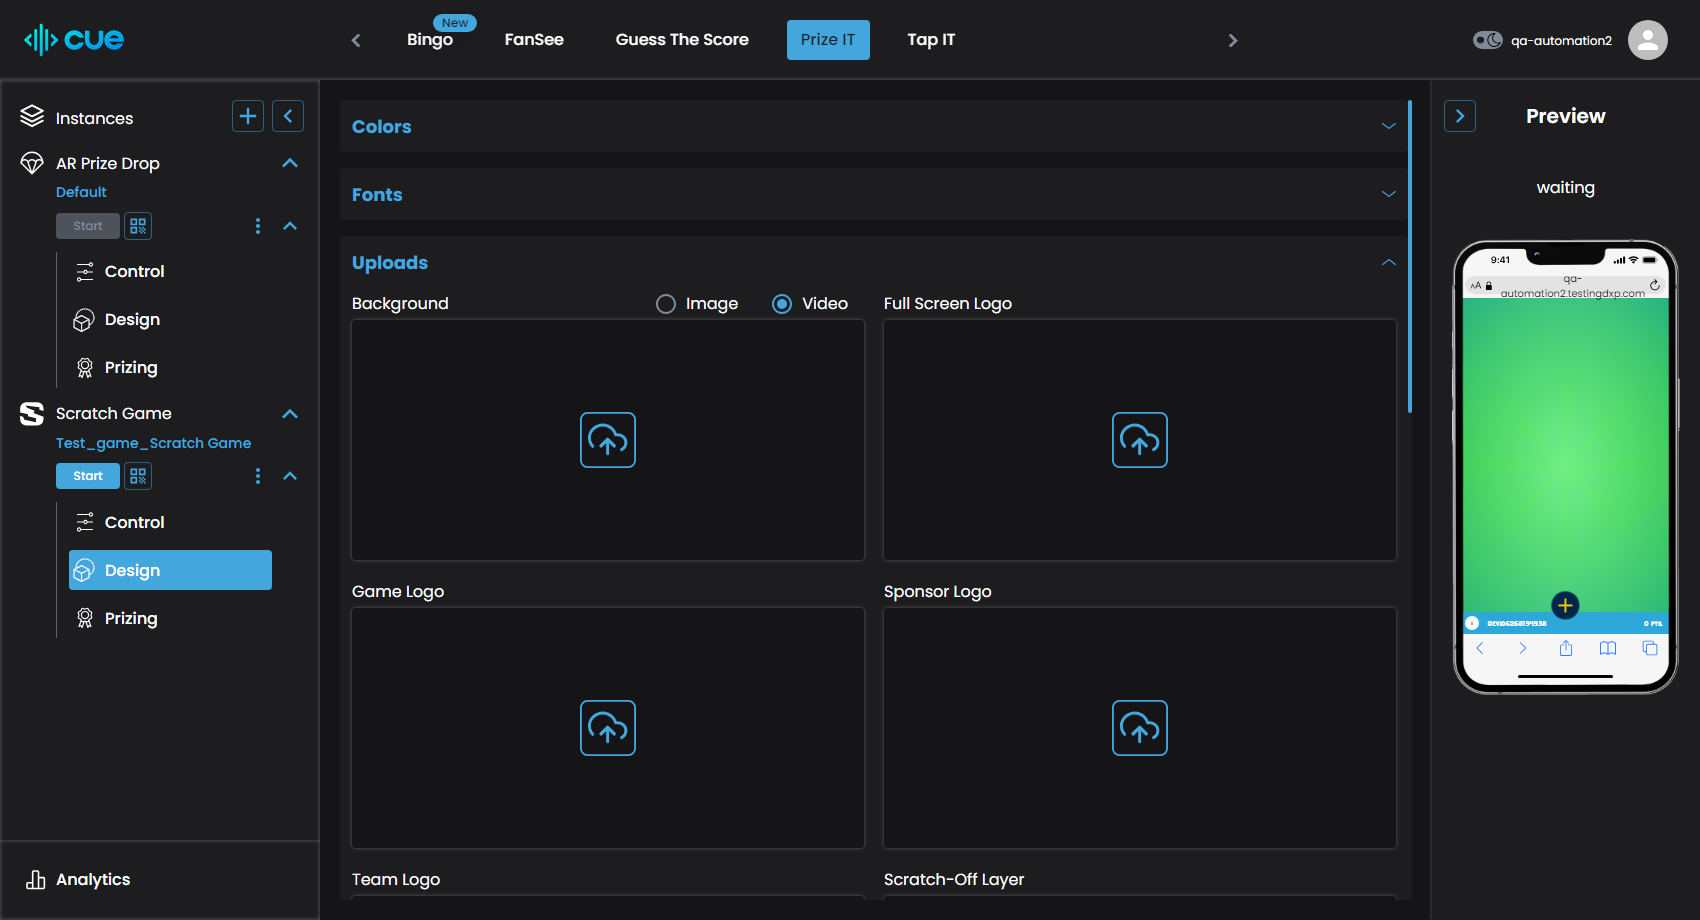 cue
New
Bingo
FanSee
Guess The Score
Prize IT
Tap IT
qa-automation2
Instances
AR Prize Drop
Default
Start
Control
Design
Prizing
Scratch Game
Test_game_Scratch Game
Start
Control
Design
Prizing
Analytics
Colors
Fonts
Uploads
Background
Image
Video
Full Screen Logo
Game Logo
Sponsor Logo
Team Logo
Scratch-Off Layer
Preview
waiting
9:41
AA
qa-
automation2.testingdxp.com
0 PTS.